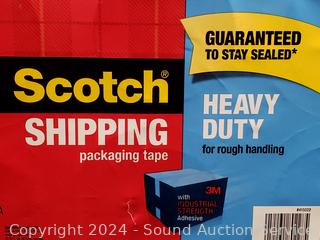 GUARANTEED
TO STAY SEALED*
Scotch®
SHIPPING
packaging tape
HEAVY
DUTY
for rough handling
3M
with
INDUSTRIAL
STRENGTH
Adhesive
Copyright 2024 - Sound Auction Service